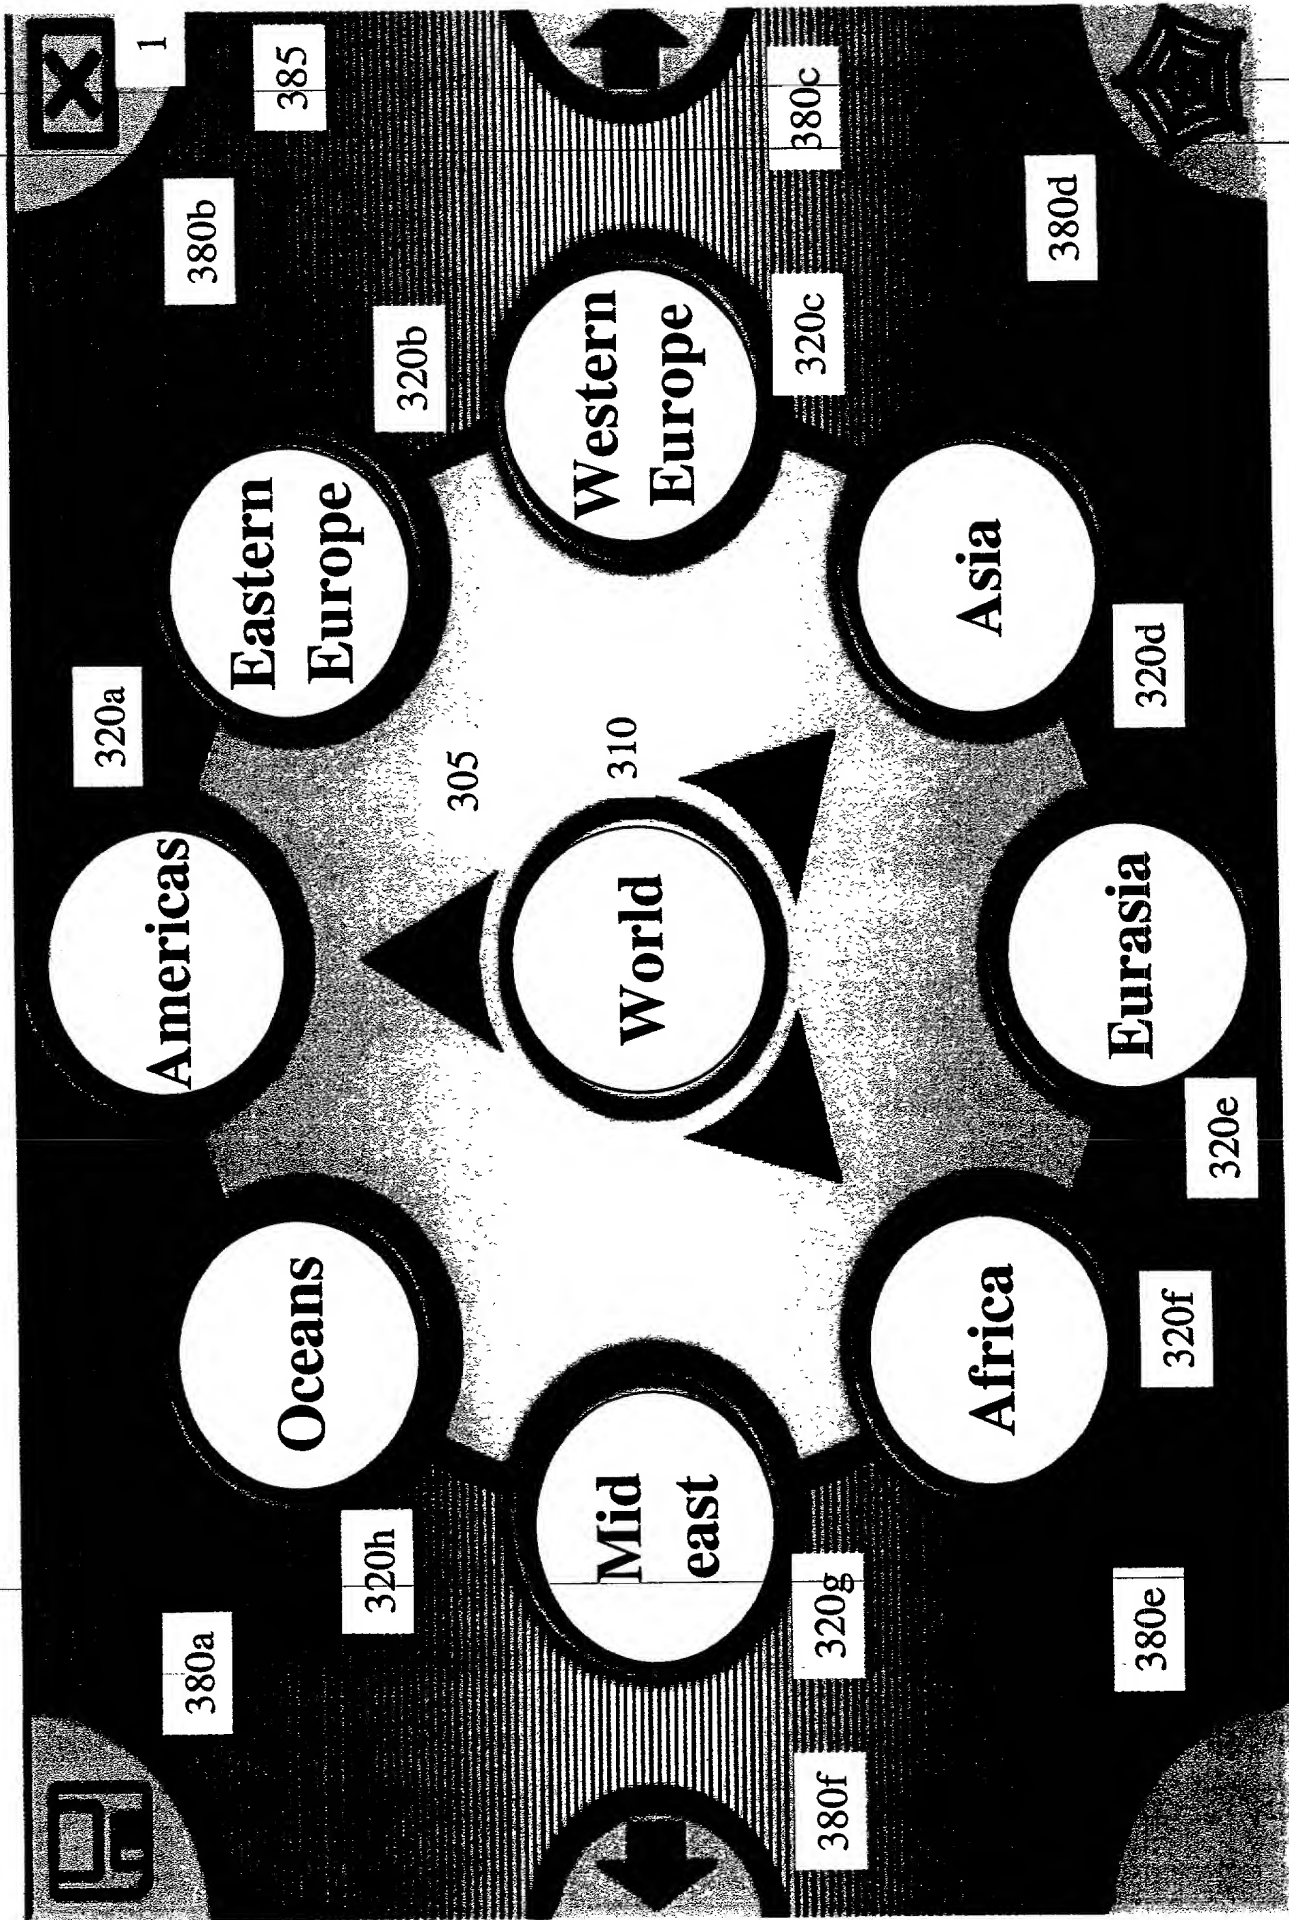 1
320a
Americas
380a
380b
385
Oceans
Eastern
Europe
320h
320b
305
310
Mid
east
World
Western
Europe
380f
320g
320c
380c
Africa
Asia
380d
Eurasia
380e
320f
320e
320d